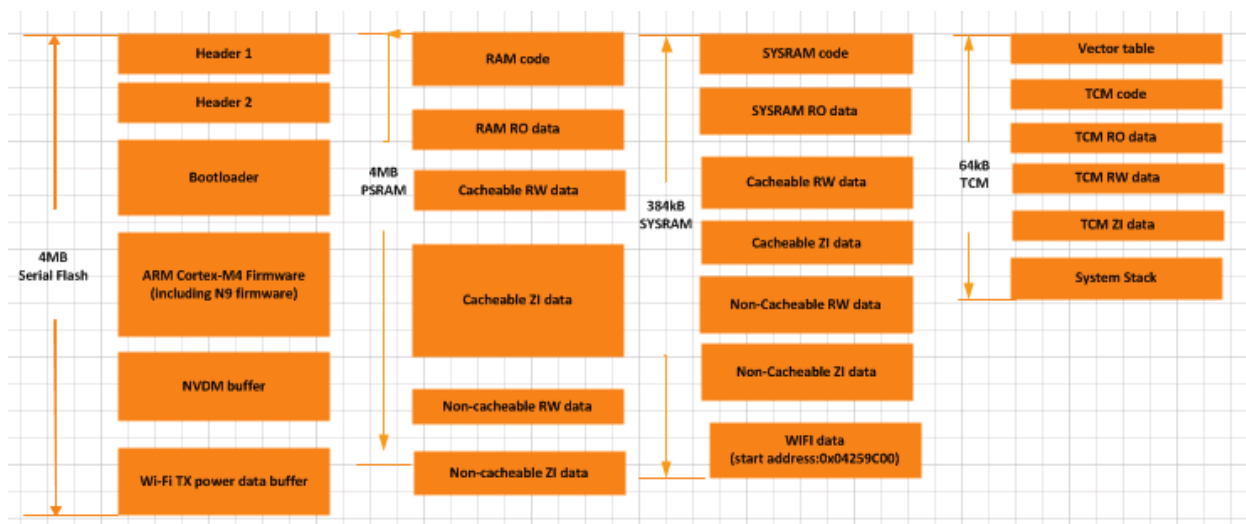 4MB
Serial Flash
Header 1
Header 2
Bootloader
ARM Cortex-M4 Firmware
(including N9 firmware)
NVDM buffer
Wi-Fi TX power data buffer
4MB
PSRAM
RAM code
RAM RO data
Cacheable RW data
Cacheable ZI data
Non-cacheable RW data
Non-cacheable ZI data
384kB
SYSRAM
SYSRAM code
SYSRAM RO data
Cacheable RW data
Cacheable ZI data
Non-Cacheable RW data
Non-Cacheable ZI data
WIFI data
(start address:0x04259C00)
64kB
TCM
Vector table
TCM code
TCM RO data
TCM RW data
TCM ZI data
System Stack